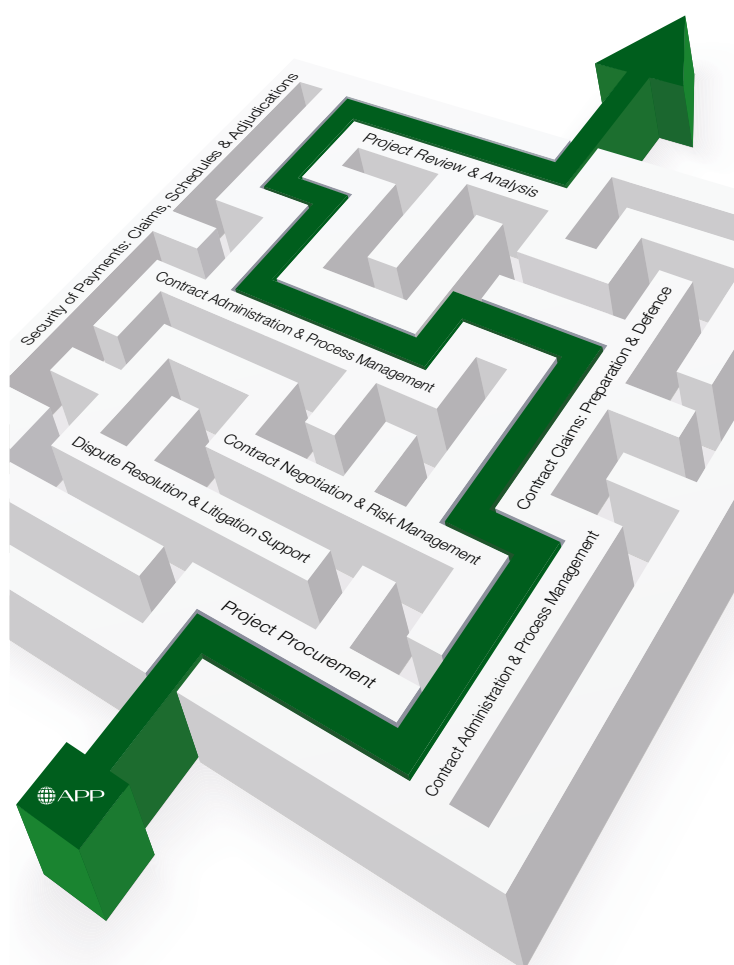 Security of Payments: Claims, Schedules & Adjudications
Project Review & Analysis
Contract Administration & Process Management
Contract Claims: Preparation & Defence
Contract Negotiation & Risk Management
Dispute Resolution & Litigation Support
Contract Administration & Process Management
Project Procurement
APP